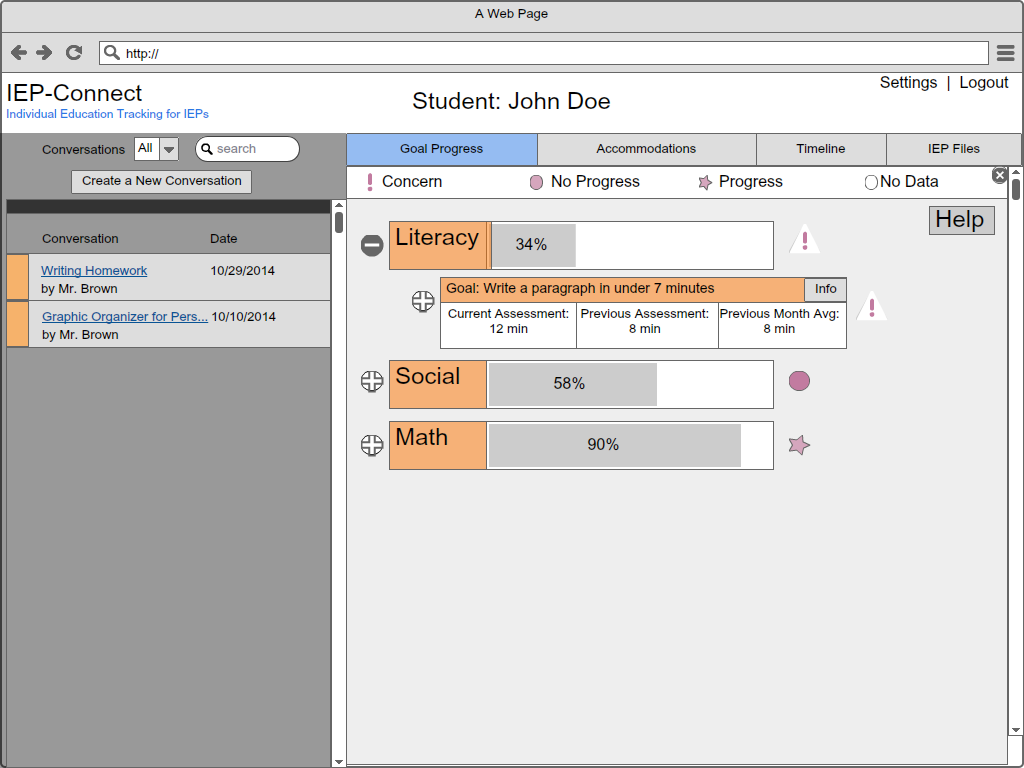 A Web Page
http://
IEP-Connect
Individual Education Tracking for IEPs
Student: John Doe
Settings | Logout
Conversations All search
Create a New Conversation
Conversation Date
Writing Homework 10/29/2014
by Mr. Brown
Graphic Organizer for Pers... 10/10/2014
by Mr. Brown
Goal Progress Accommodations Timeline IEP Files
! Concern No Progress Progress No Data
Help
Literacy 34% !
Goal: Write a paragraph in under 7 minutes Info
Current Assessment: Previous Assessment: Previous Month Avg: !
12 min 8 min 8 min
Social 58%
Math 90%